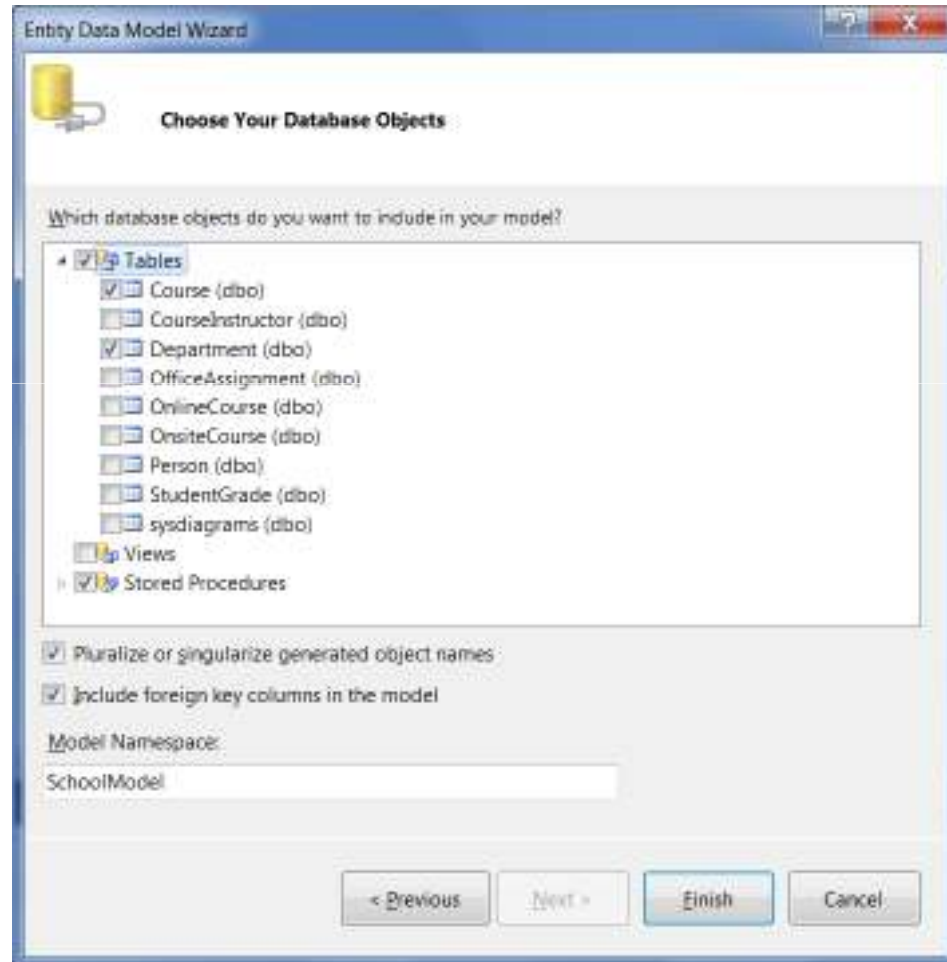 Entity Data Model Wizard
Choose Your Database Objects
Which database objects do you want to include in your model?
Tables
Course (dbo)
CourseInstructor (dbo)
Department (dbo)
OfficeAssignment (dbo)
OnlineCourse (dbo)
OnsiteCourse (dbo)
Person (dbo)
StudentGrade (dbo)
sysdiagrams (dbo)
Views
Stored Procedures
Pluralize or singularize generated object names
Include foreign key columns in the model
Model Namespace:
SchoolModel
< Previous Next > Finish Cancel